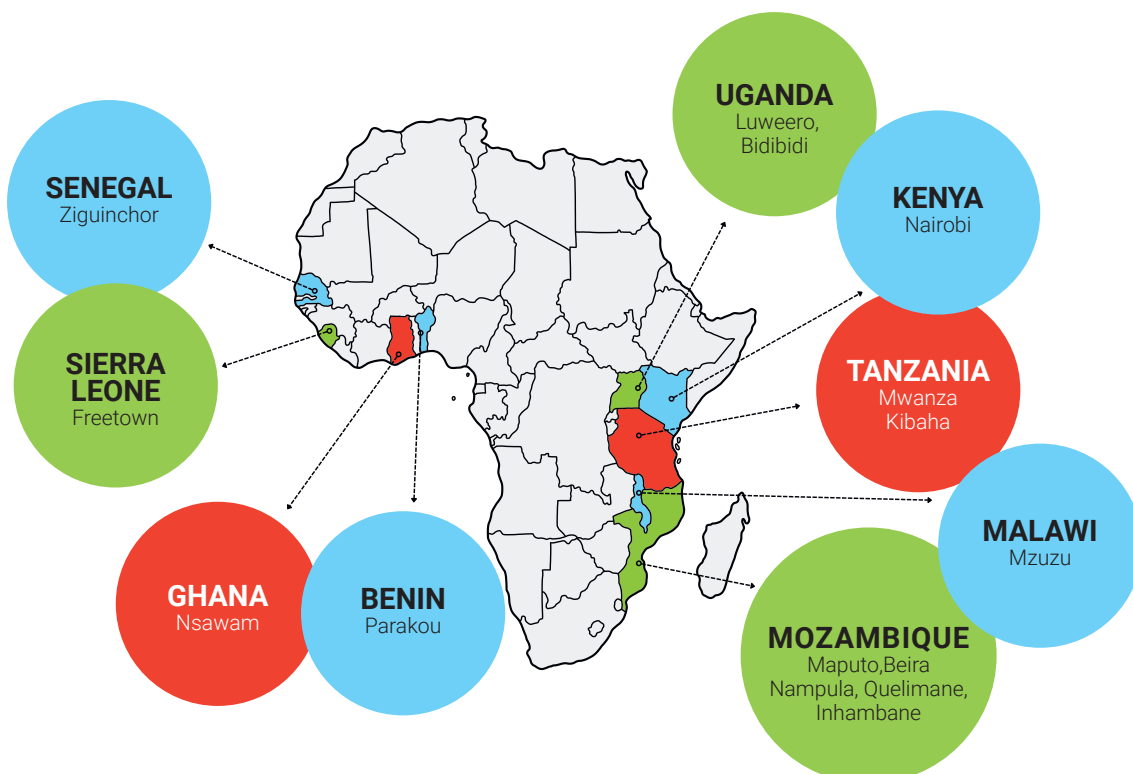 UGANDA
Luweero,
Bidibidi
SENEGAL
Ziguinchor
KENYA
Nairobi
SIERRA
LEONE
Freetown
TANZANIA
Mwanza
Kibaha
MALAWI
Mzuzu
GHANA
Nsawam
BENIN
Parakou
MOZAMBIQUE
Maputo,Beira
Nampula, Quelimane,
Inhambane